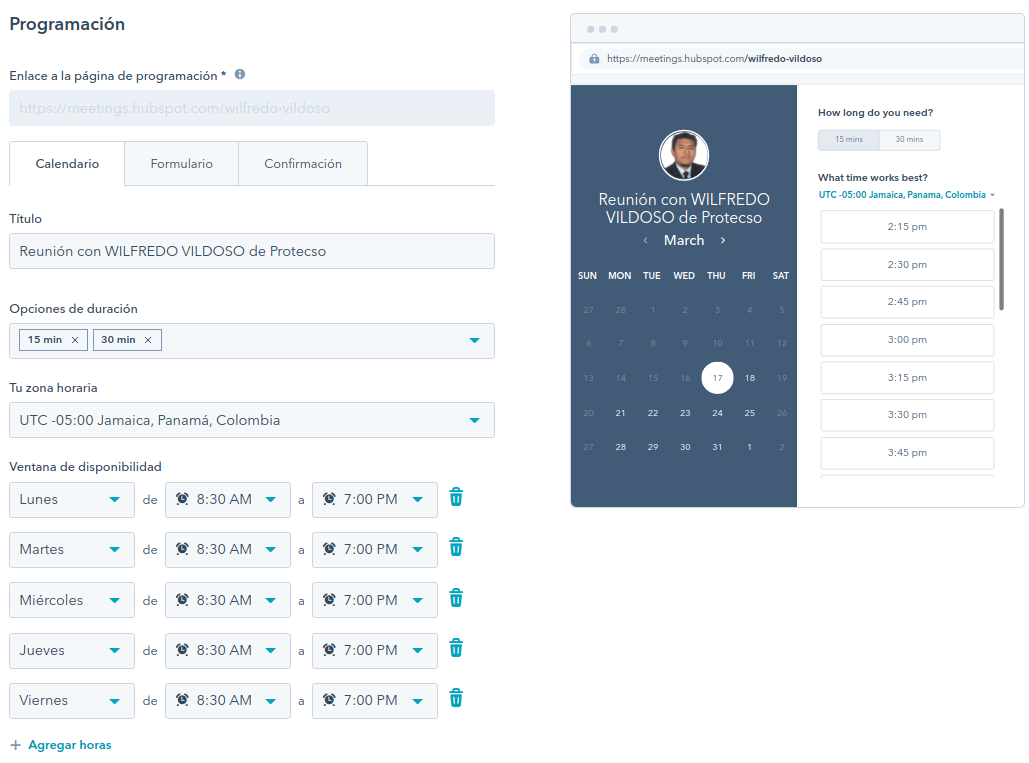 Programación
Enlace a la página de programación *
https://meetings.hubspot.com/wilfredo-vildoso
Calendario Formulario Confirmación
Título
Reunión con WILFREDO VILDOSO de Protecso
Opciones de duración
15 min × 30 min ×
Tu zona horaria
UTC -05:00 Jamaica, Panamá, Colombia
Ventana de disponibilidad
Lunes de 8:30 AM a 7:00 PM
Martes de 8:30 AM a 7:00 PM
Miércoles de 8:30 AM a 7:00 PM
Jueves de 8:30 AM a 7:00 PM
Viernes de 8:30 AM a 7:00 PM
+ Agregar horas
https://meetings.hubspot.com/wilfredo-vildoso
Reunión con WILFREDO
VILDOSO de Protecso
‹ March ›
SUN MON TUE WED THU FRI SAT
27 28 1 2 3 4 5
6 7 8 9 10 11 12
13 14 15 16 17 18 19
20 21 22 23 24 25 26
27 28 29 30 31 1 2
How long do you need?
15 mins 30 mins
What time works best?
UTC -05:00 Jamaica, Panama, Colombia
2:15 pm
2:30 pm
2:45 pm
3:00 pm
3:15 pm
3:30 pm
3:45 pm